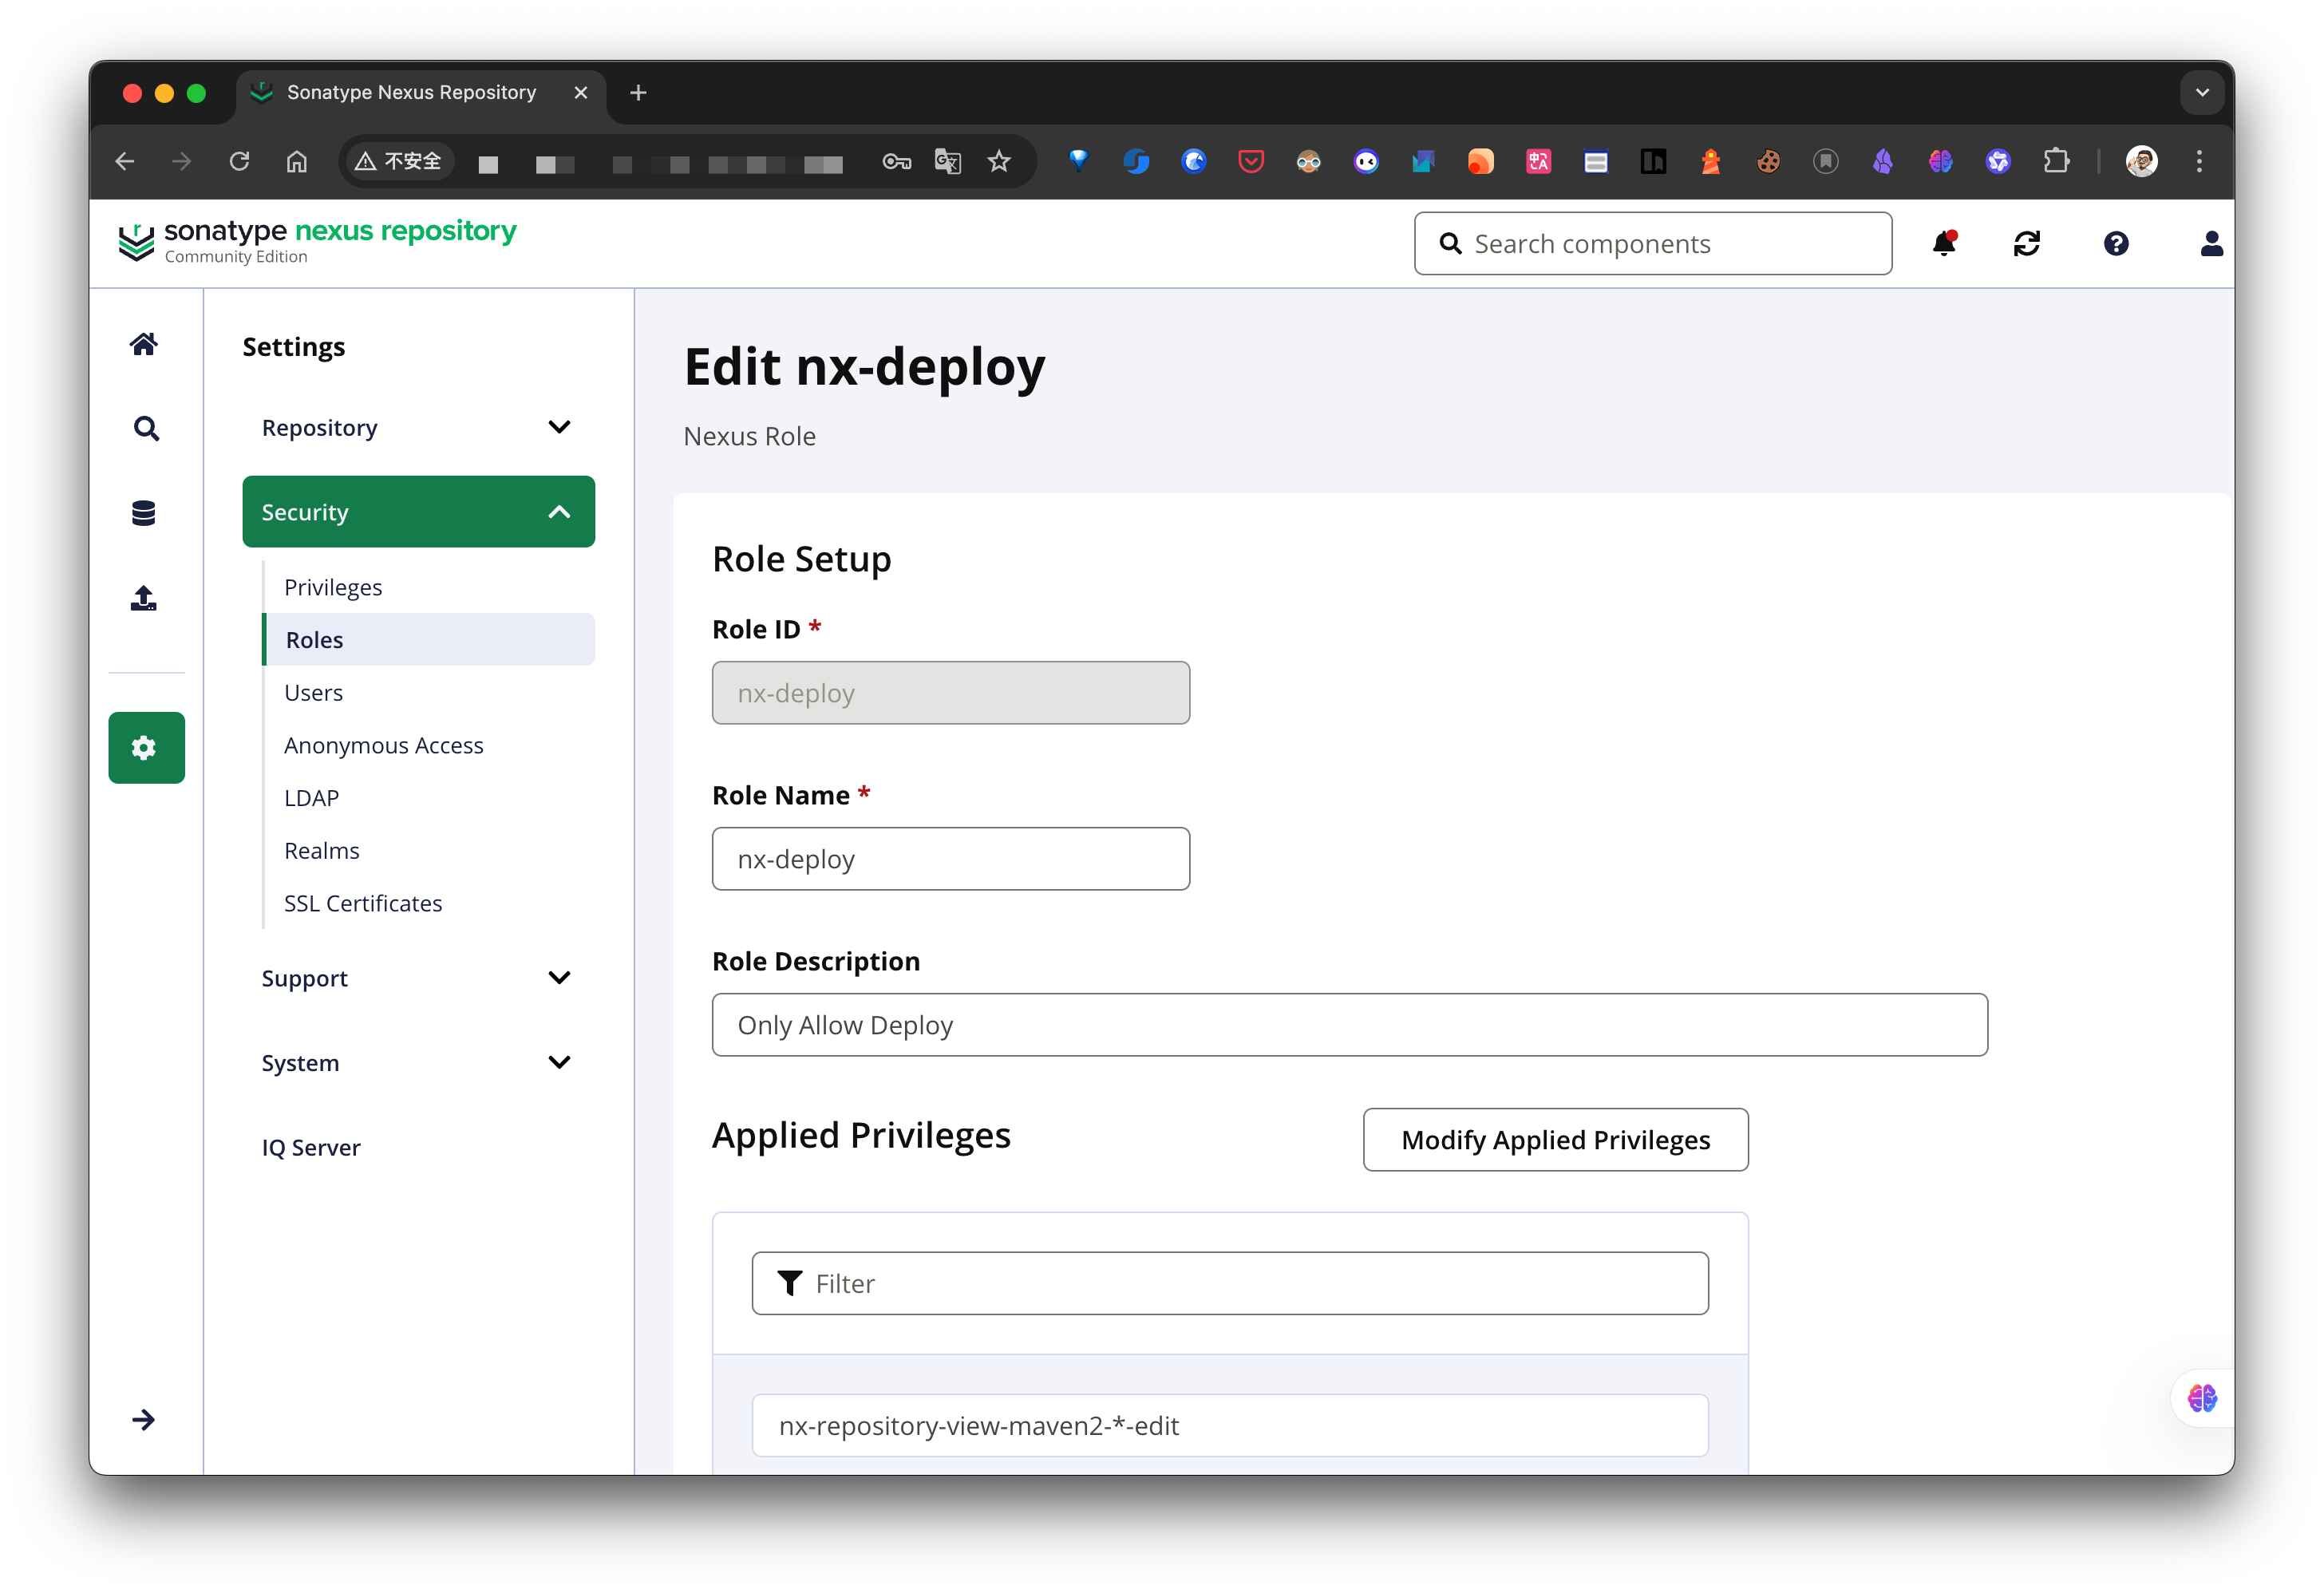 Sonatype Nexus Repository
不安全
sonatype nexus repository
Community Edition
Search components
Settings
Repository
Security
Privileges
Roles
Users
Anonymous Access
LDAP
Realms
SSL Certificates
Support
System
IQ Server
Edit nx-deploy
Nexus Role
Role Setup
Role ID *
nx-deploy
Role Name *
nx-deploy
Role Description
Only Allow Deploy
Applied Privileges
Modify Applied Privileges
Filter
nx-repository-view-maven2-*-edit